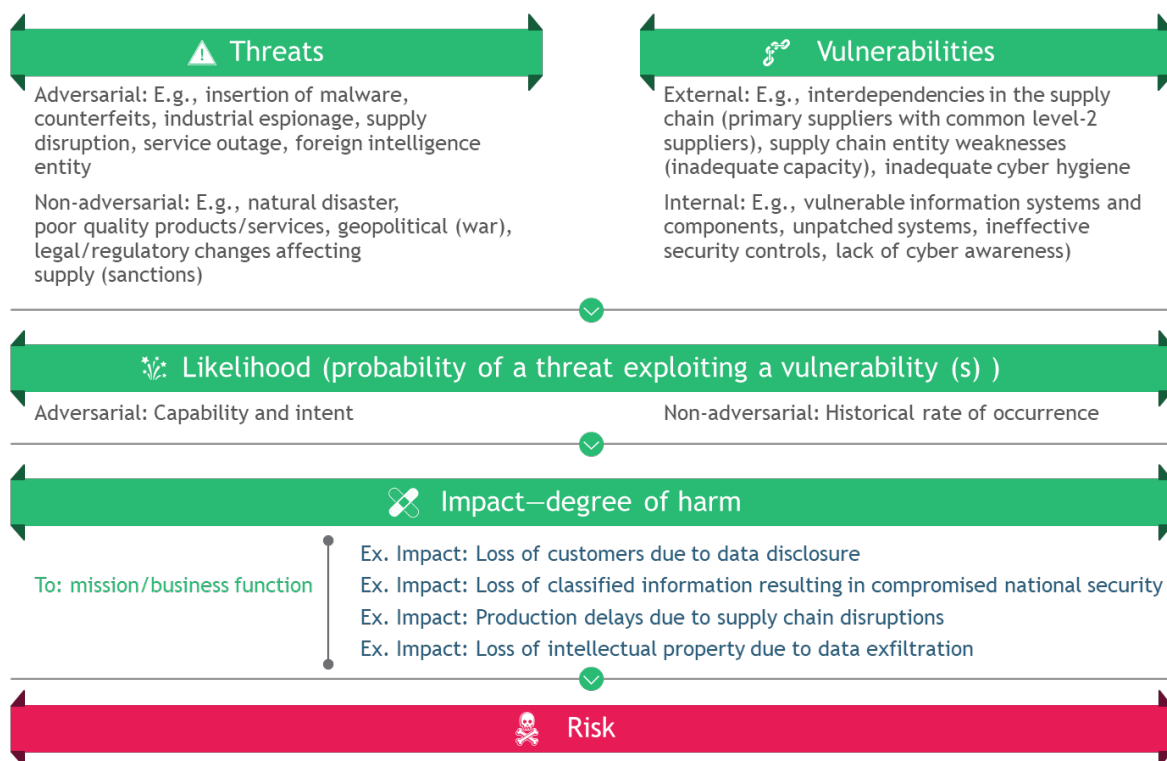 Threats
Adversarial: E.g., insertion of malware,
counterfeits, industrial espionage, supply
disruption, service outage, foreign intelligence
entity
Non-adversarial: E.g., natural disaster,
poor quality products/services, geopolitical (war),
legal/regulatory changes affecting
supply (sanctions)
Vulnerabilities
External: E.g., interdependencies in the supply
chain (primary suppliers with common level-2
suppliers), supply chain entity weaknesses
(inadequate capacity), inadequate cyber hygiene
Internal: E.g., vulnerable information systems and
components, unpatched systems, ineffective
security controls, lack of cyber awareness)
Likelihood (probability of a threat exploiting a vulnerability (s) )
Adversarial: Capability and intent
Non-adversarial: Historical rate of occurrence
Impact—degree of harm
To: mission/business function
Ex. Impact: Loss of customers due to data disclosure
Ex. Impact: Loss of classified information resulting in compromised national security
Ex. Impact: Production delays due to supply chain disruptions
Ex. Impact: Loss of intellectual property due to data exfiltration
Risk